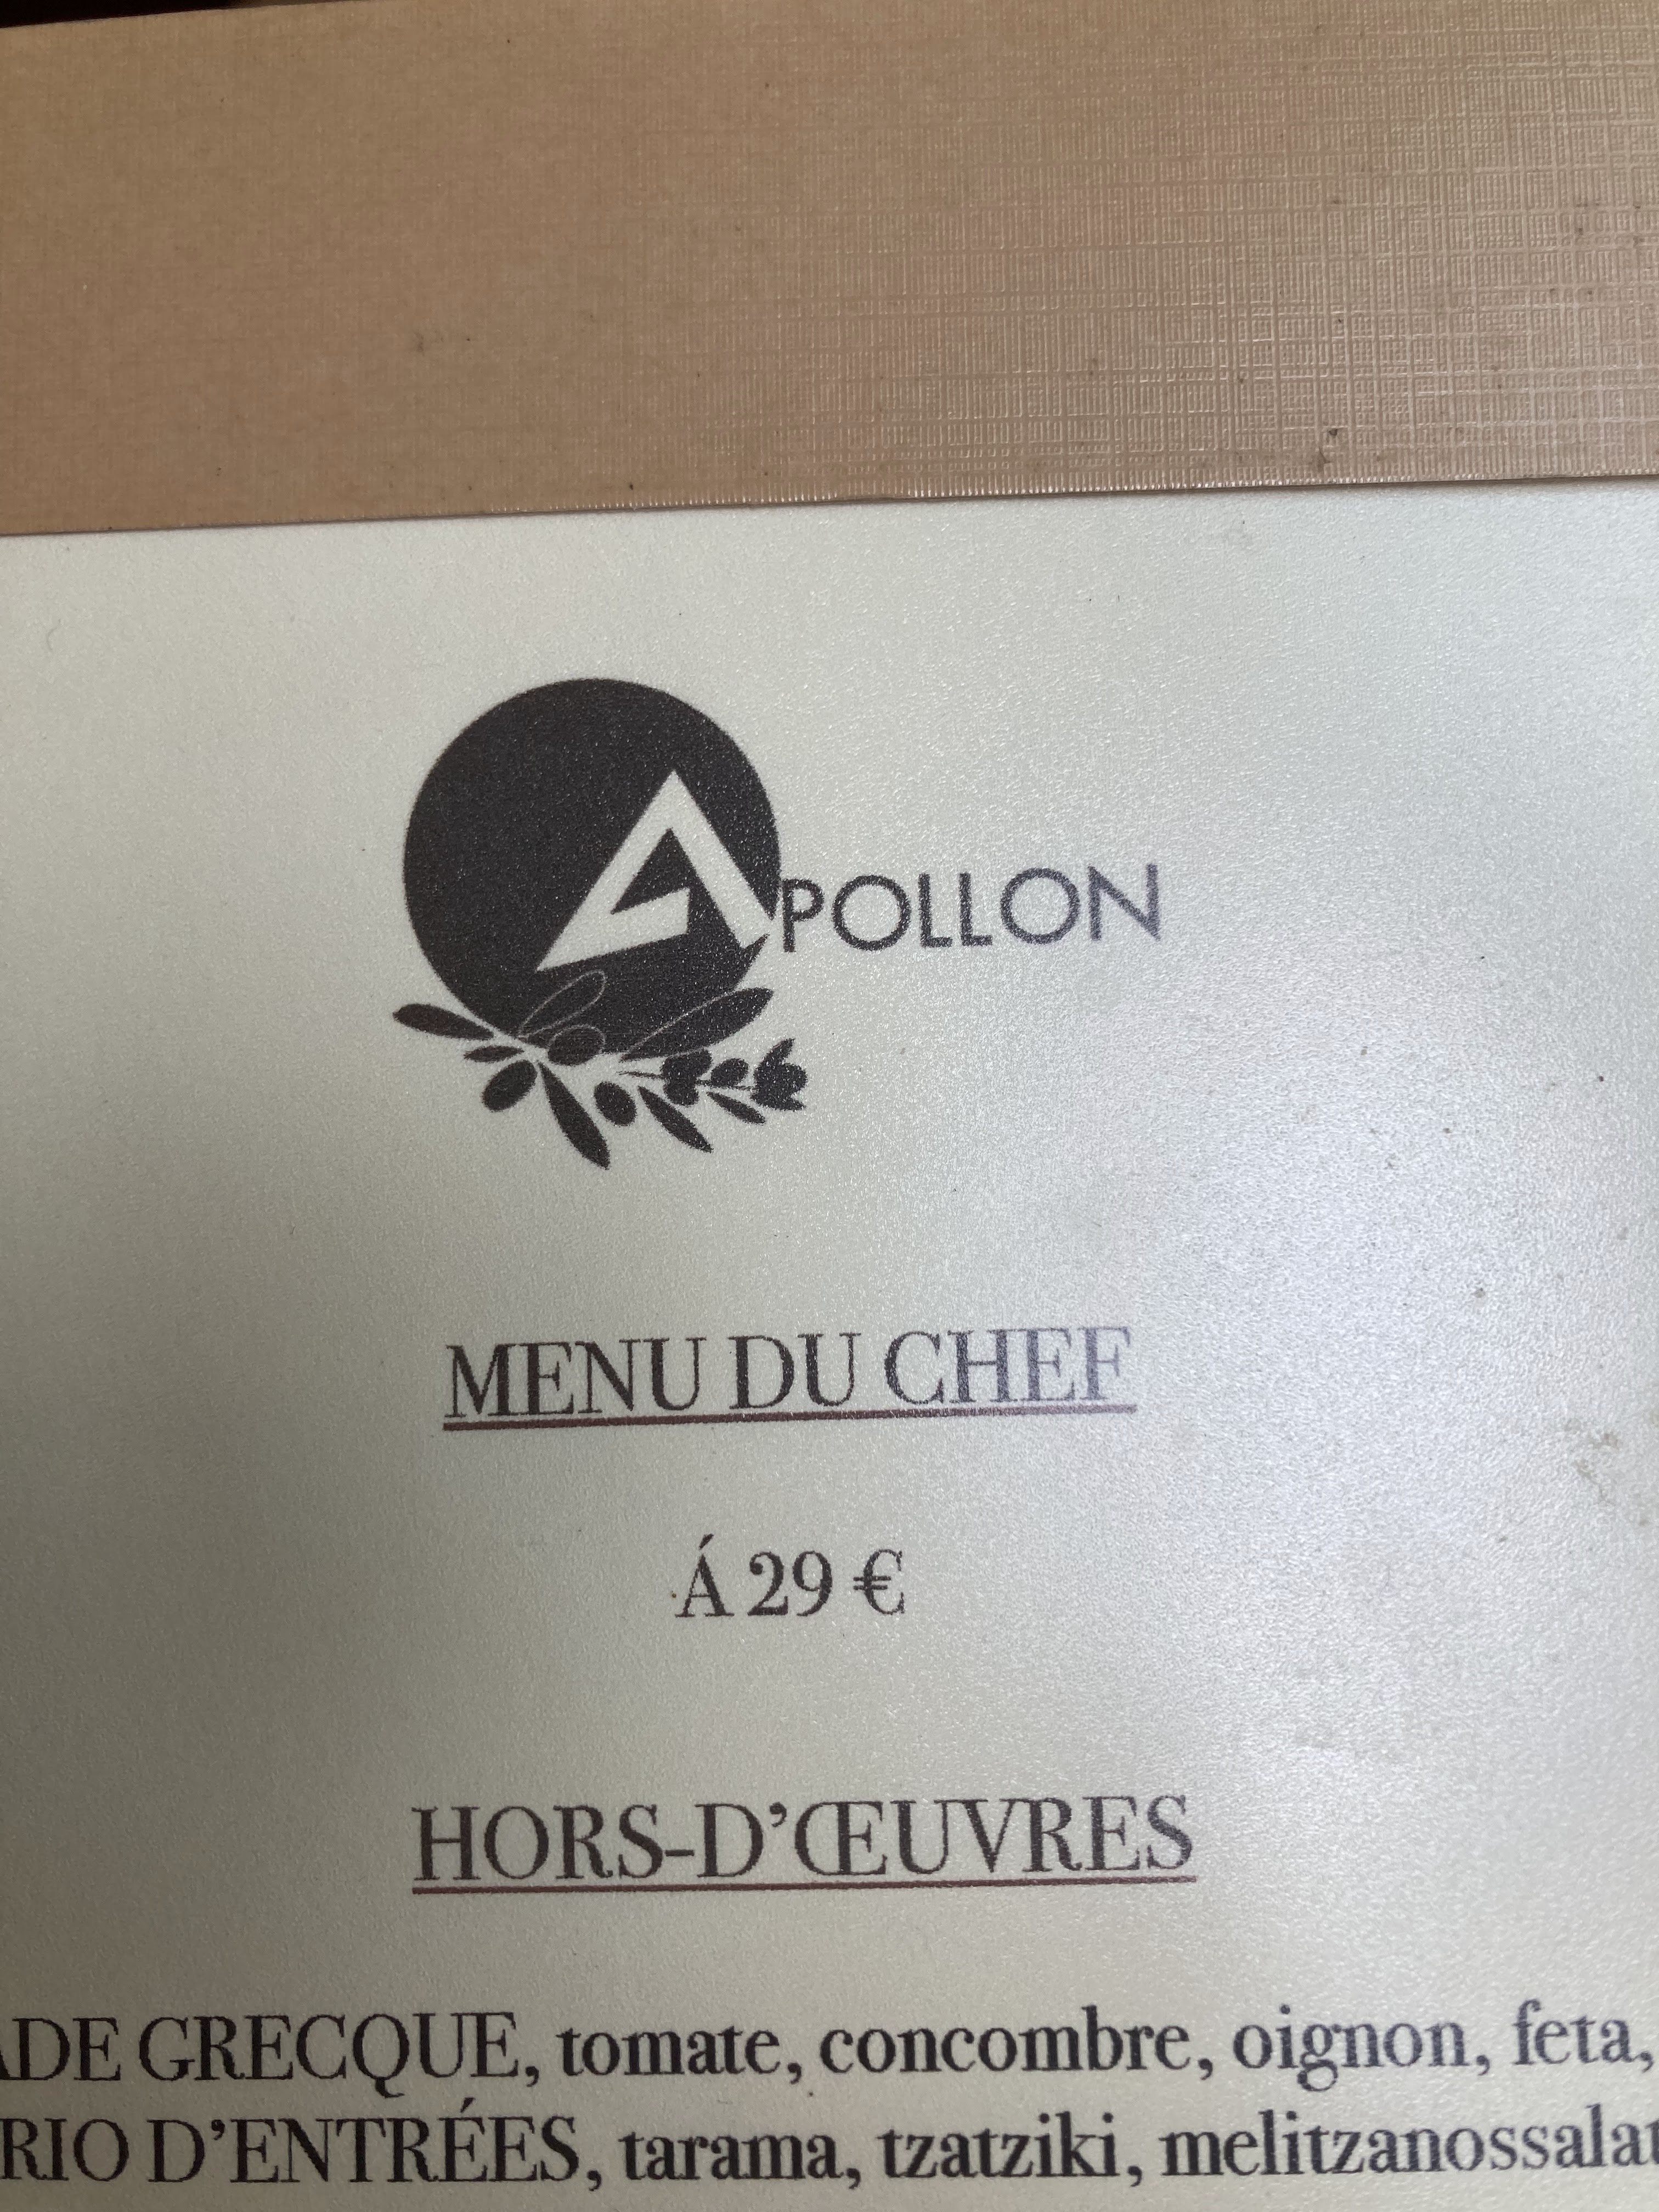 APOLLON
MENU DU CHEF
Á 29 €
HORS-D’ŒUVRES
ADE GRECQUE, tomate, concombre, oignon, feta,
RIO D’ENTRÉES, tarama, tzatziki, melitzanossala